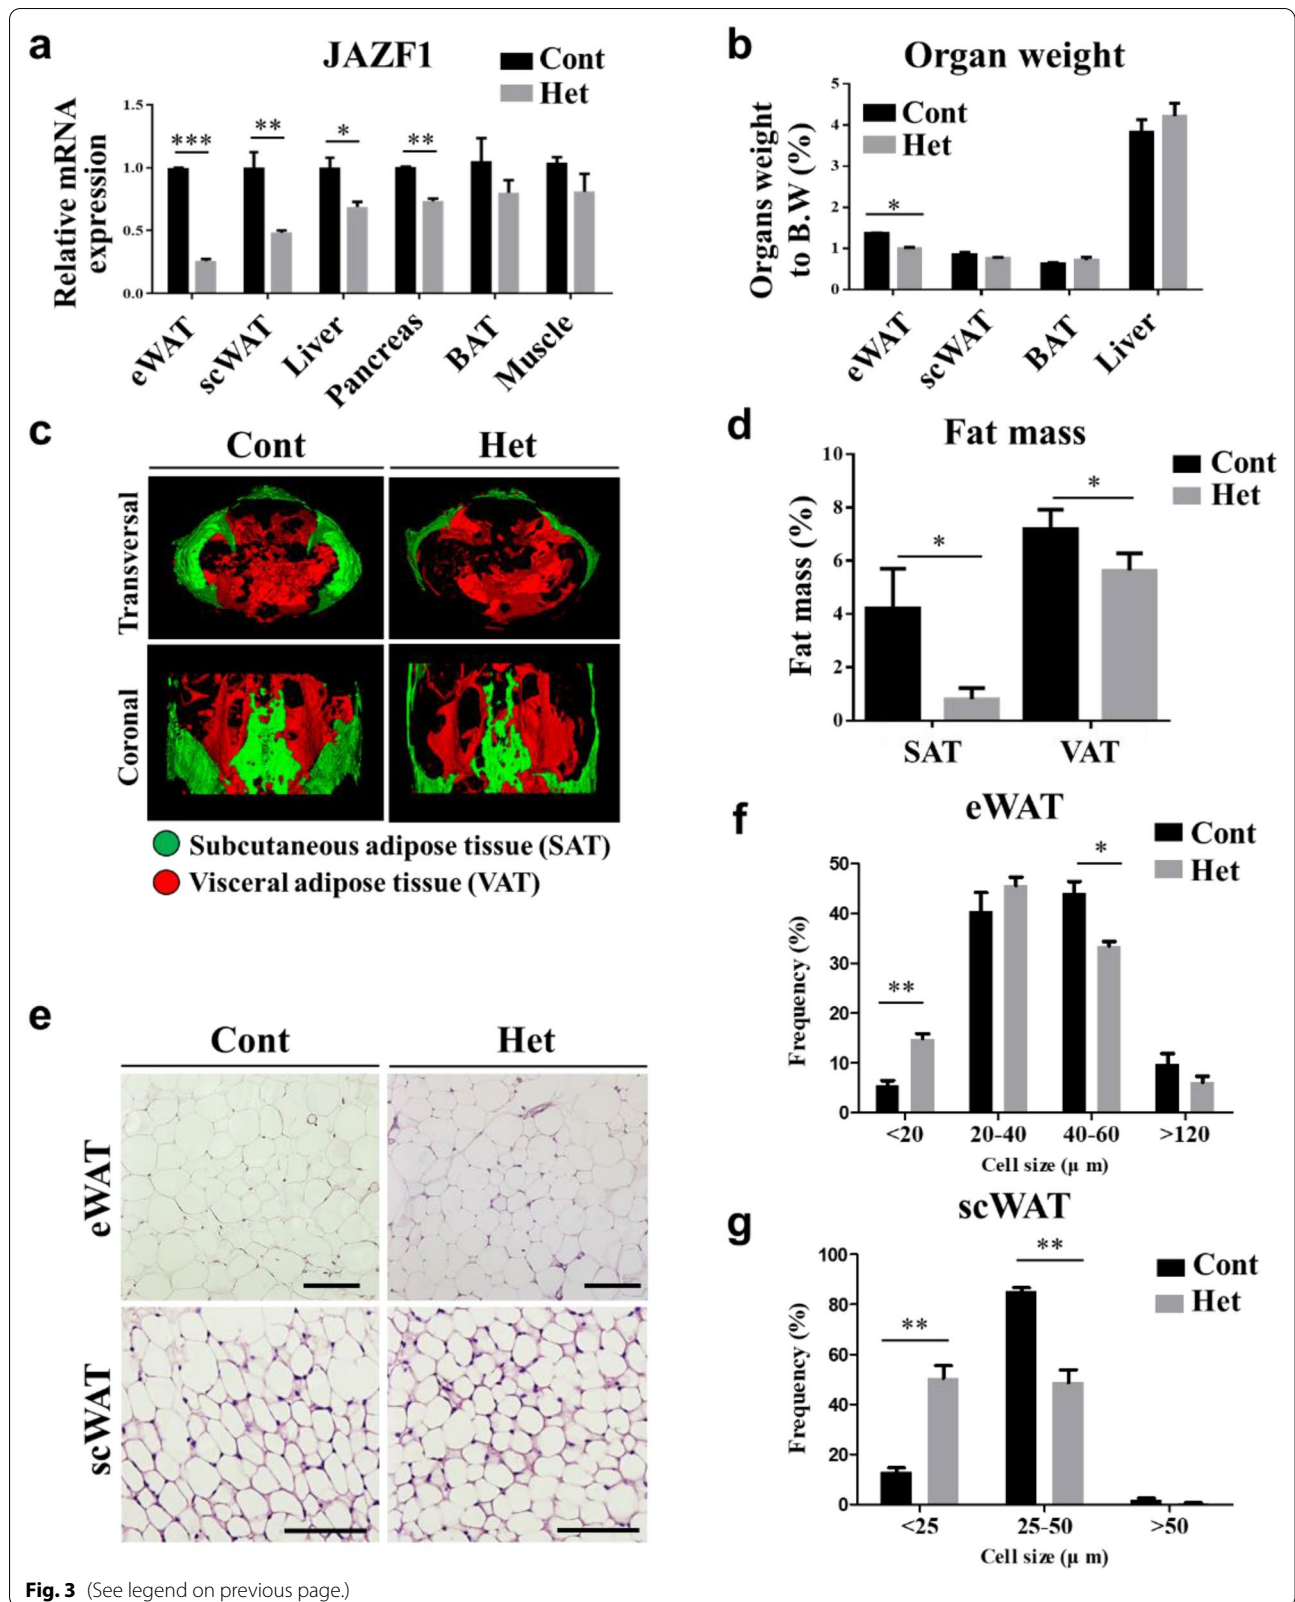 a
JAZF1
Cont
Het
Relative mRNA
expression
1.5
1.0
0.5
0.0
***
**
*
**
eWAT
scWAT
Liver
Pancreas
BAT
Muscle
b
Organ weight
Cont
Het
Organs weight
to B.W (%)
5
4
3
2
1
0
*
eWAT
scWAT
BAT
Liver
c
Cont
Het
Transversal
Coronal
Subcutaneous adipose tissue (SAT)
Visceral adipose tissue (VAT)
d
Fat mass
Cont
Het
Fat mass (%)
10
8
6
4
2
0
*
*
SAT
VAT
e
Cont
Het
eWAT
scWAT
f
eWAT
Cont
Het
Frequency (%)
50
40
30
20
10
0
**
*
<20
20-40
40-60
>120
Cell size (μ m)
g
scWAT
Cont
Het
Frequency (%)
100
80
60
40
20
0
**
**
<25
25-50
>50
Cell size (μ m)
Fig. 3 (See legend on previous page.)